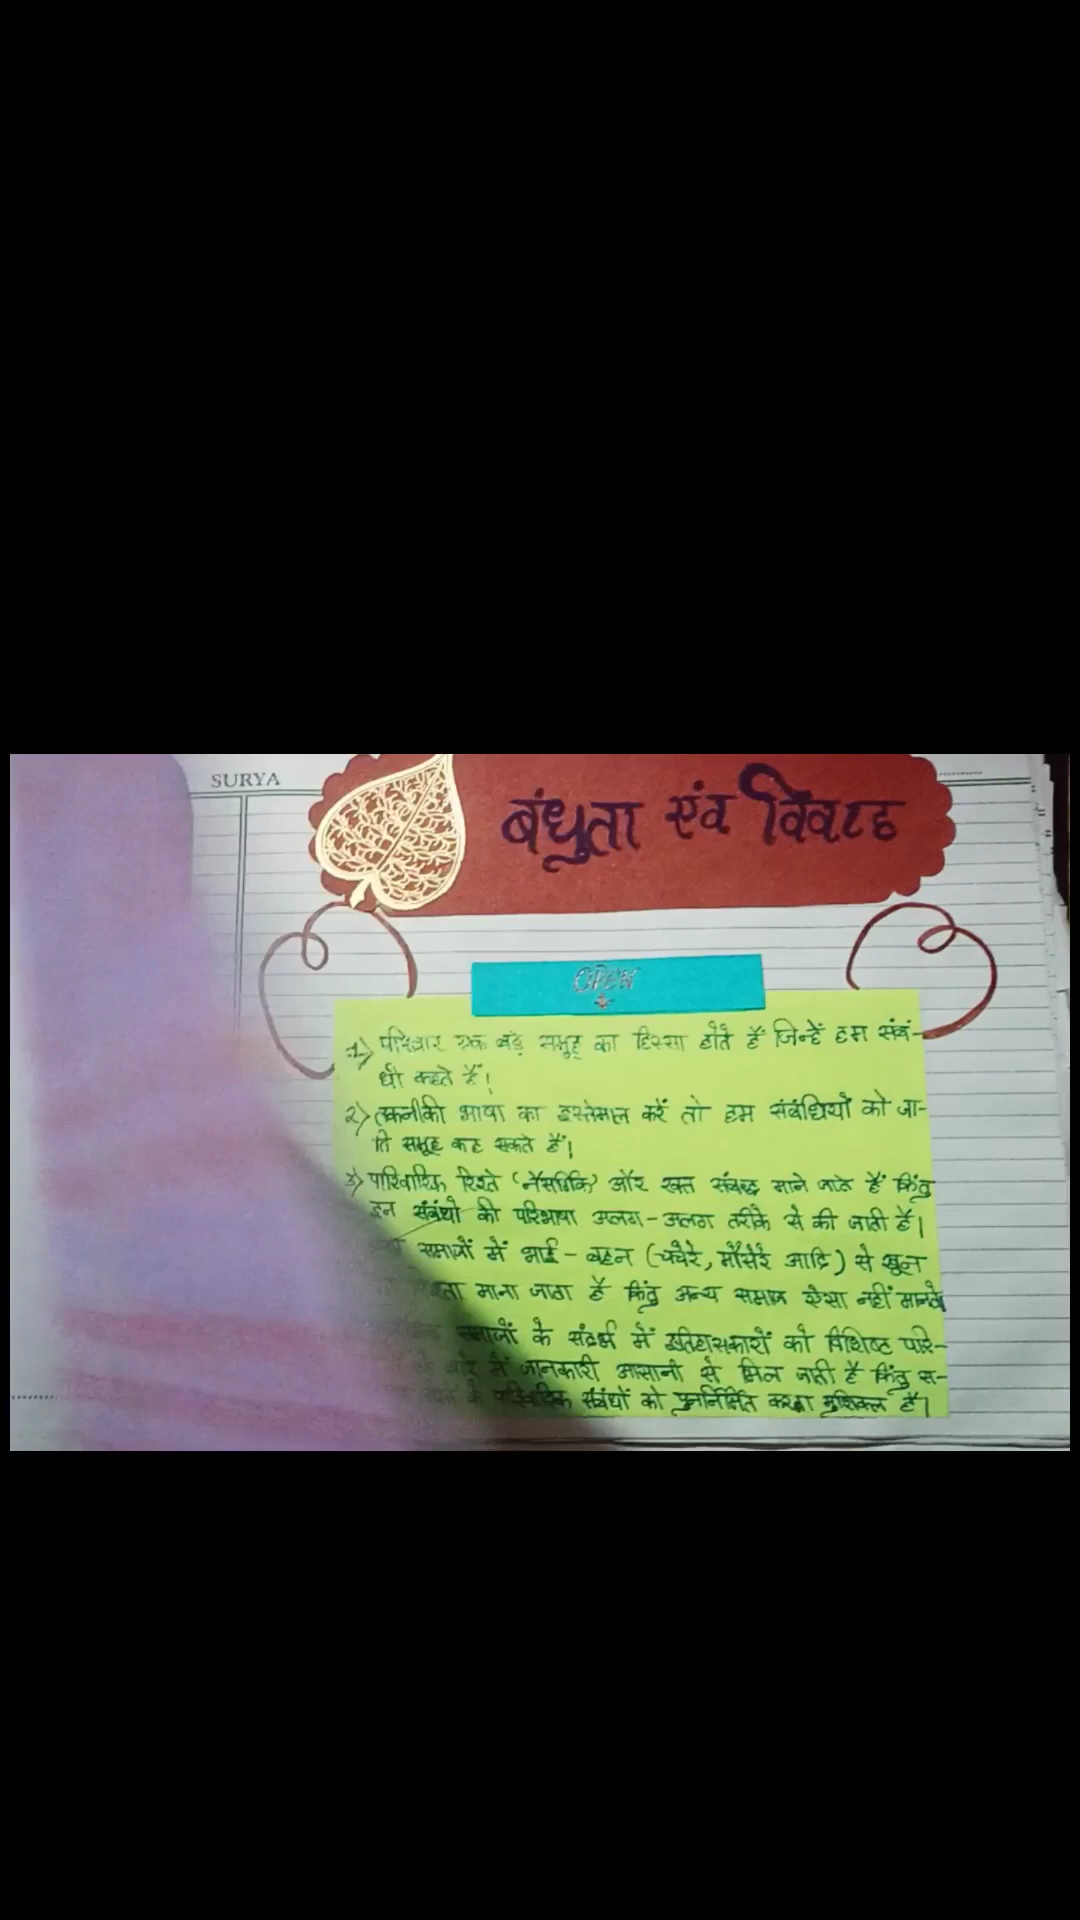 SURYA
बंधुता एंव विवाह
OPEN
1) परिवार एक बड़े समूह का हिस्सा होते हैं जिन्हें हम संबं-
धी कहते हैं।
2) तकनीकी भाषा का इस्तेमाल करें तो हम संबंधियों को जा-
ति समूह कह सकते हैं।
3) पारिवारिक रिश्ते 'नैसर्गिक' और रक्त संबद्ध माने जाते हैं किंतु
इन संबंधो की परिभाषा अलग-अलग तरीके से की जाती है।
समाजों में भाई-बहन (चचेरे, मौसेरे आदि) से खून
माना जाता है किंतु अन्य समाज ऐसा नहीं मानते
समाजों के संदर्भ में इतिहासकारों को विशिष्ट परि-
जानकारी आसानी से मिल जाती है किंतु स-
के पारिवारिक संबंधों को पुनर्निर्मित करना मुश्किल है।